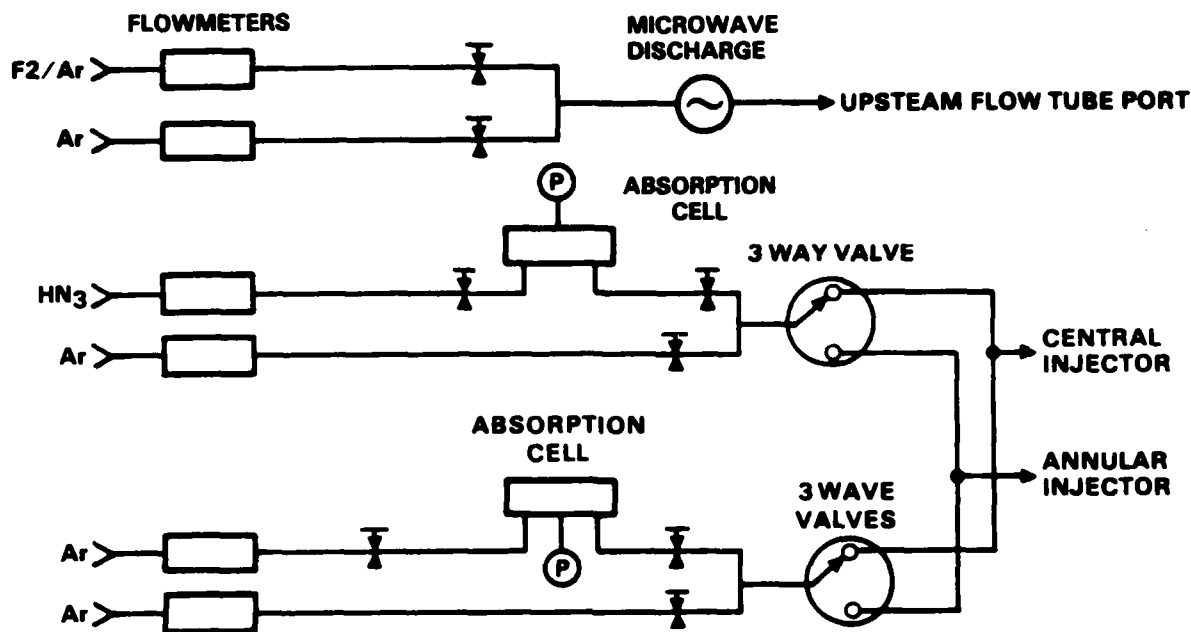 FLOWMETERS
MICROWAVE
DISCHARGE
F2/Ar
UPSTEAM FLOW TUBE PORT
Ar
P
ABSORPTION
CELL
3 WAY VALVE
HN3
Ar
CENTRAL
INJECTOR
ABSORPTION
CELL
ANNULAR
INJECTOR
3 WAVE
VALVES
Ar
P
Ar